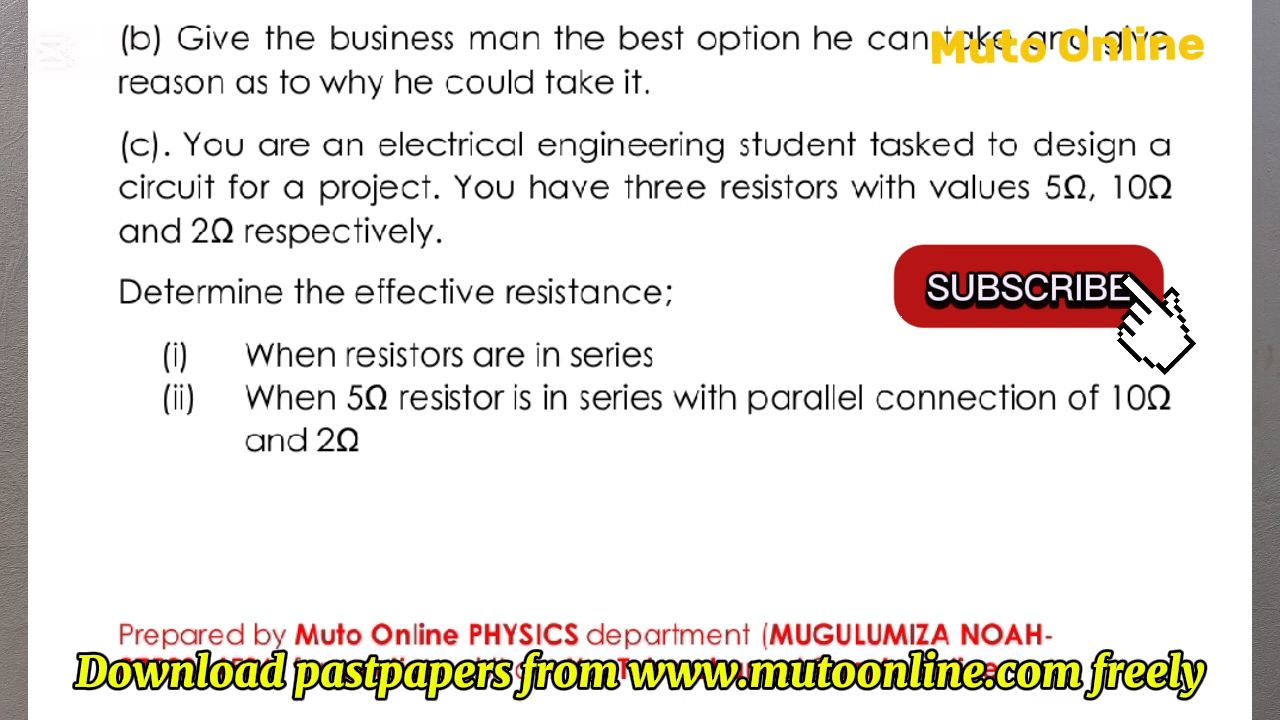 (b) Give the business man the best option he can take and give
Muto Online
reason as to why he could take it.
(c). You are an electrical engineering student tasked to design a
circuit for a project. You have three resistors with values 5Ω, 10Ω
and 2Ω respectively.
Determine the effective resistance;
SUBSCRIBE
(i) When resistors are in series
(ii) When 5Ω resistor is in series with parallel connection of 10Ω
and 2Ω
Prepared by Muto Online PHYSICS department (MUGULUMIZA NOAH-
Download pastpapers from www.mutoonline.com freely